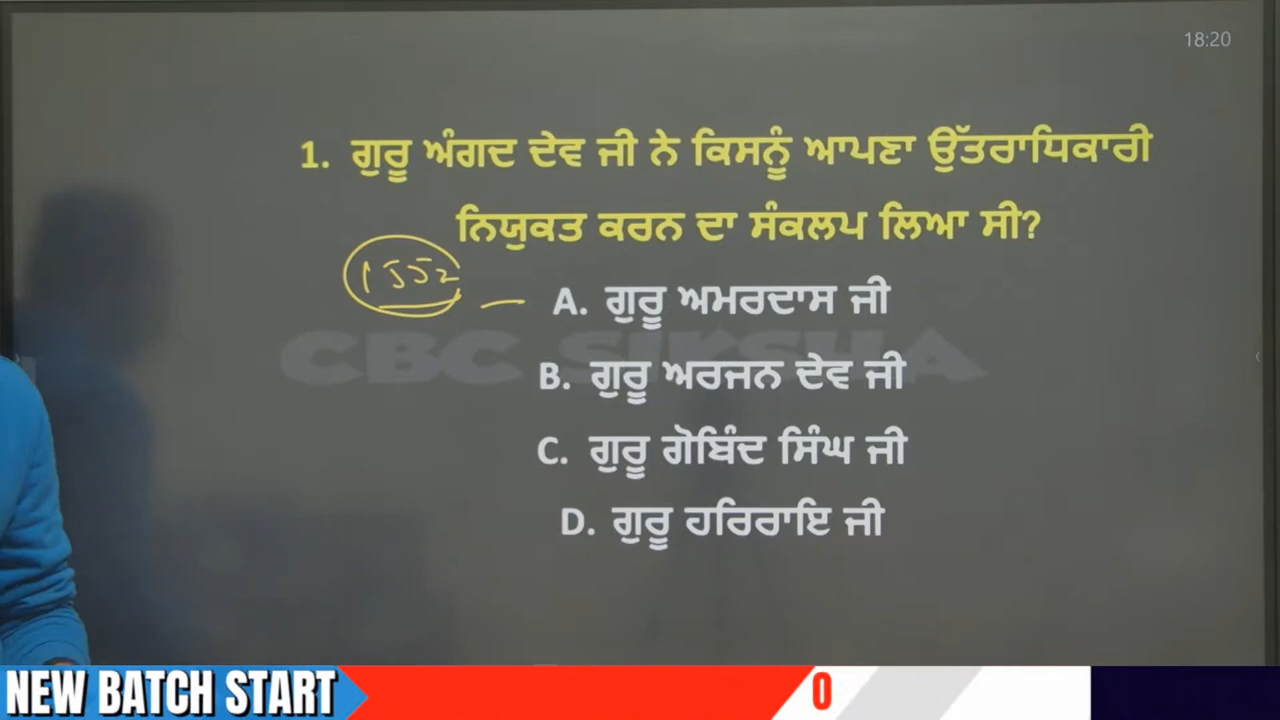 18:20
1. ਗੁਰੂ ਅੰਗਦ ਦੇਵ ਜੀ ਨੇ ਕਿਸਨੂੰ ਆਪਣਾ ਉੱਤਰਾਧਿਕਾਰੀ
ਨਿਯੁਕਤ ਕਰਨ ਦਾ ਸੰਕਲਪ ਲਿਆ ਸੀ?
1552
A. ਗੁਰੂ ਅਮਰਦਾਸ ਜੀ
CBC SIKSHA
B. ਗੁਰੂ ਅਰਜਨ ਦੇਵ ਜੀ
C. ਗੁਰੂ ਗੋਬਿੰਦ ਸਿੰਘ ਜੀ
D. ਗੁਰੂ ਹਰਿਰਾਇ ਜੀ
NEW BATCH START
0